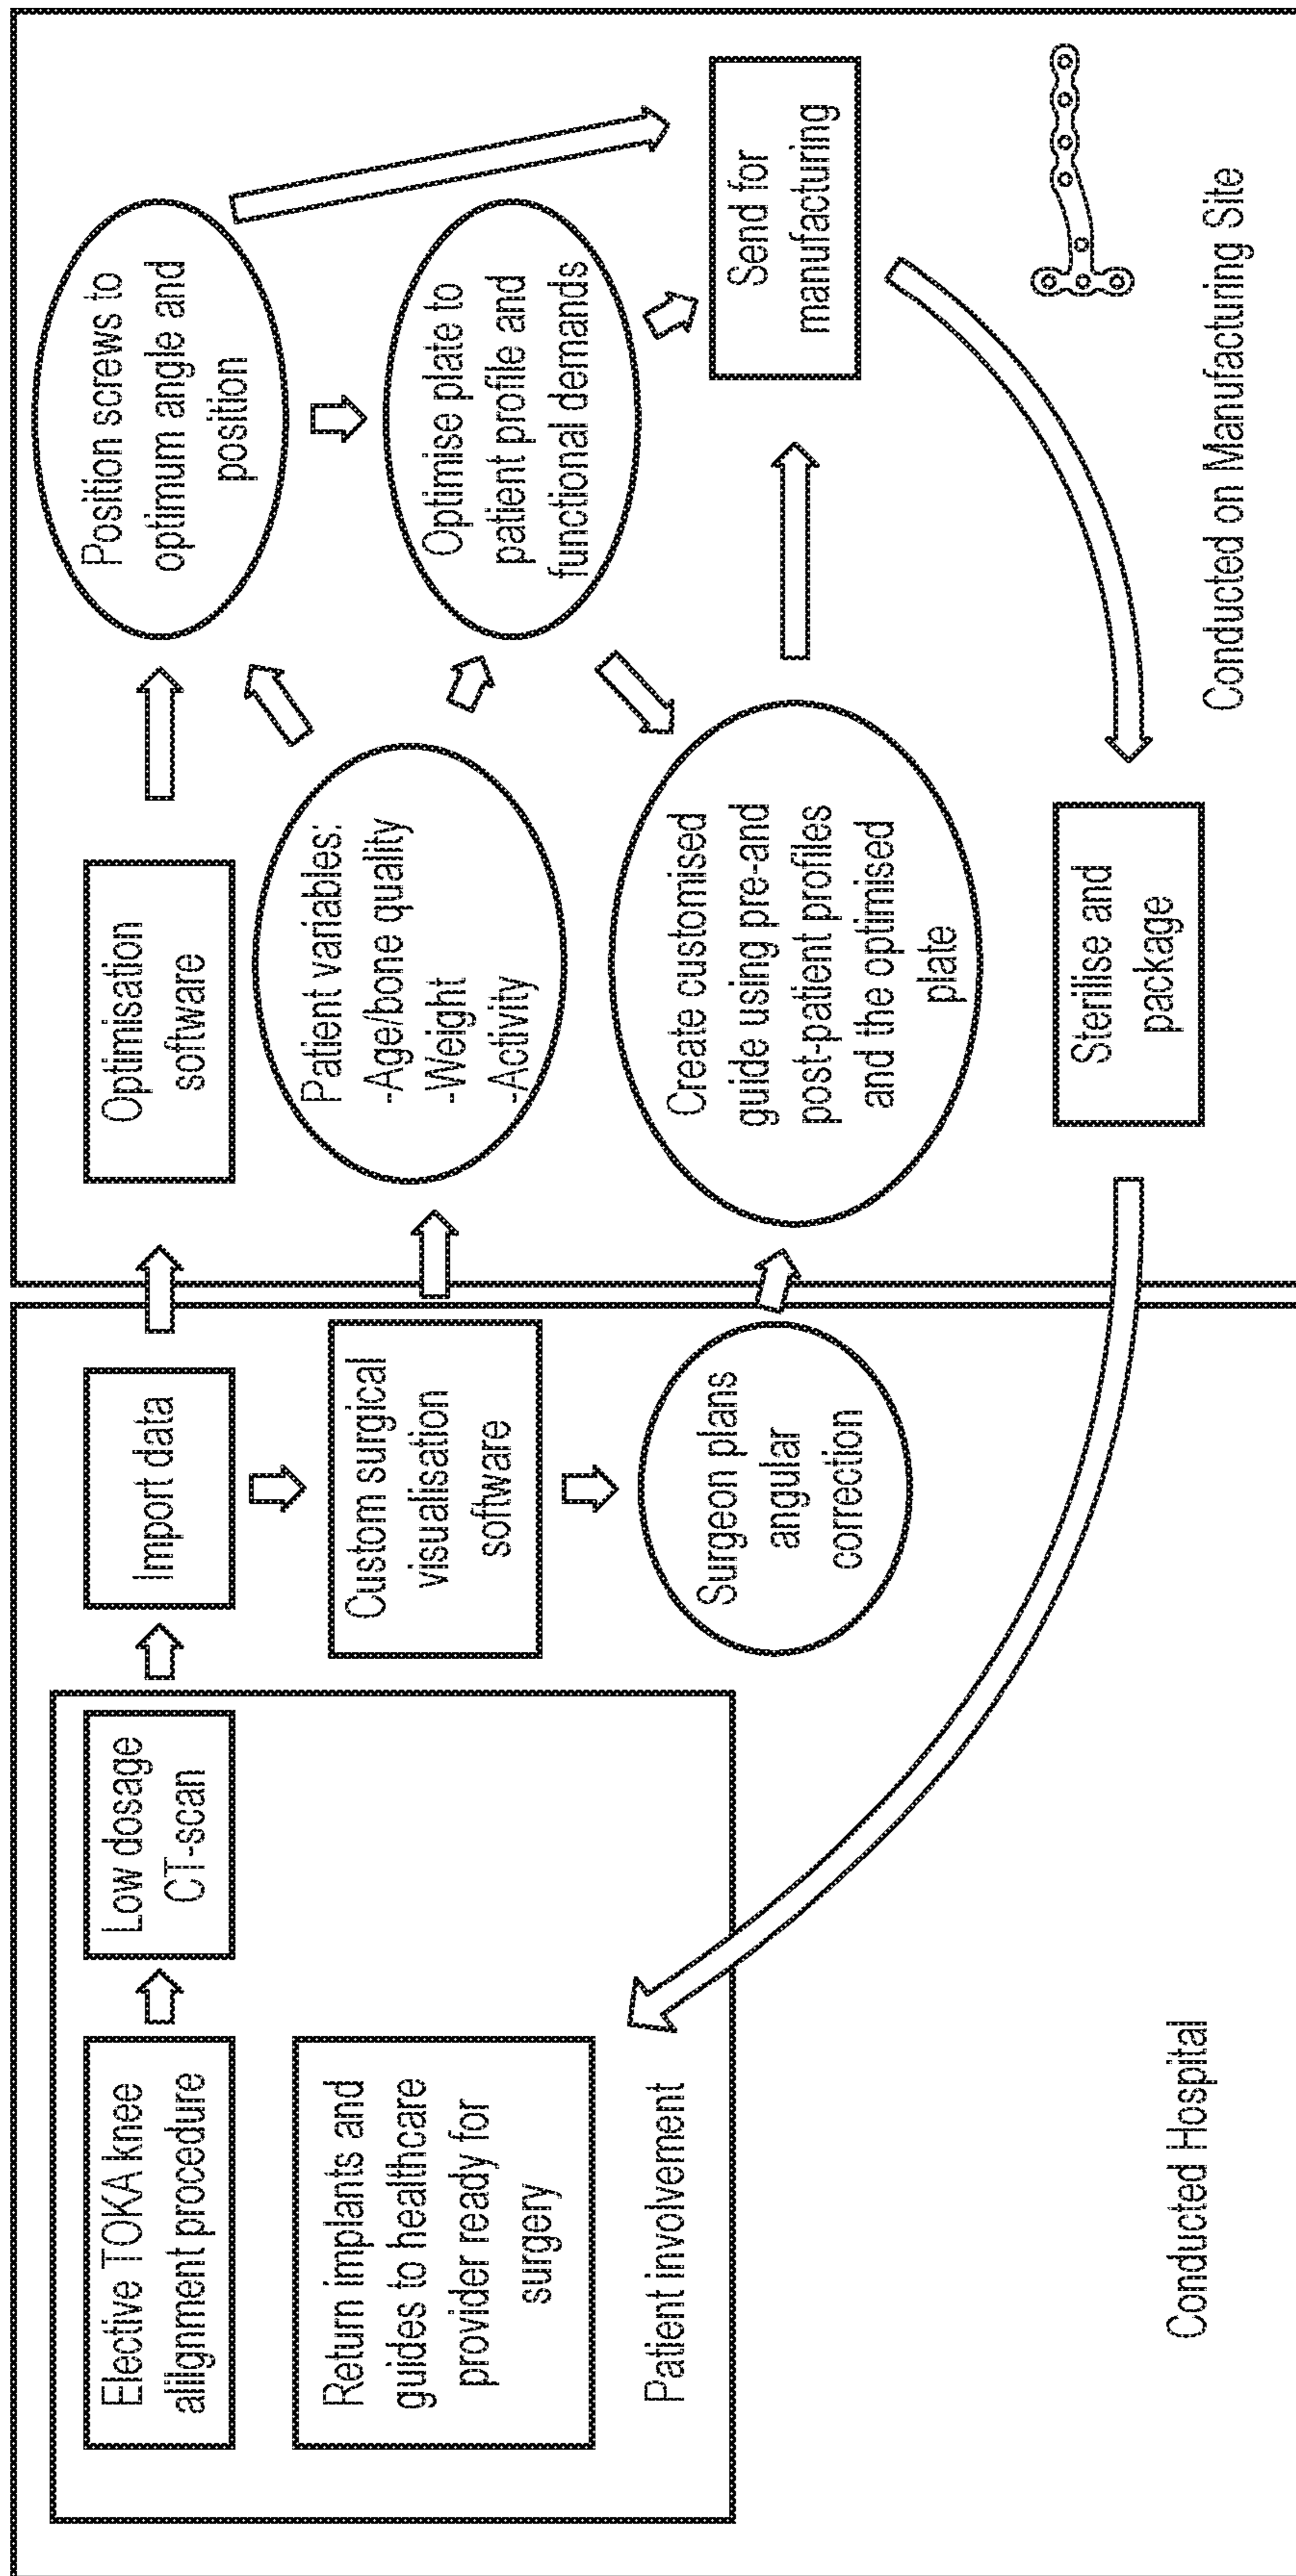 Elective TOKA knee
alilgnment procedure
Low dosage
CT-scan
Import data
Optimisation
software
Position screws to
optimum angle and
position
Return implants and
guides to healthcare
provider ready for
surgery
Patient involvement
Custom surgical
visualisation
software
Surgeon plans
angular
correction
Patient variables:
-Age/bone quality
-Weight
-Activity
Optimise plate to
patient profile and
functional demands
Create customised
guide using pre-and
post-patient profiles
and the optimised
plate
Send for
manufacturing
Sterilise and
package
Conducted Hospital
Conducted on Manufacturing Site